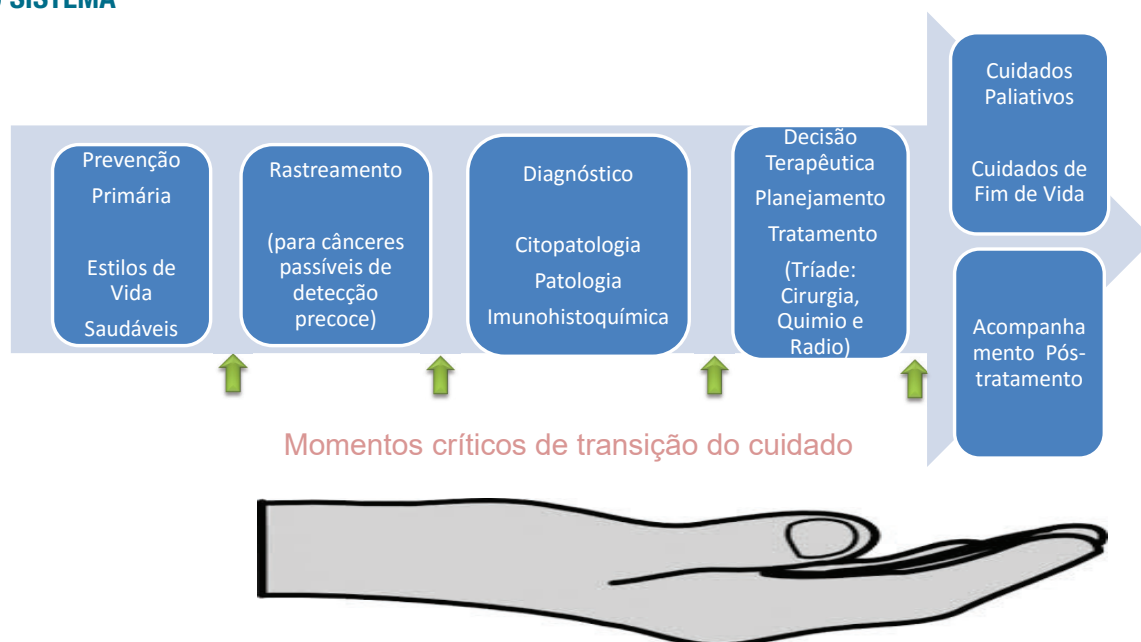 SISTEMA
Prevenção
Primária
Estilos de
Vida
Saudáveis
Rastreamento
(para cânceres
passíveis de
detecção
precoce)
Diagnóstico
Citopatologia
Patologia
Imunohistoquímica
Decisão
Terapêutica
Planejamento
Tratamento
(Tríade:
Cirurgia,
Quimio e
Radio)
Cuidados
Paliativos
Cuidados de
Fim de Vida
Acompanha
mento Pós-
tratamento
Momentos críticos de transição do cuidado